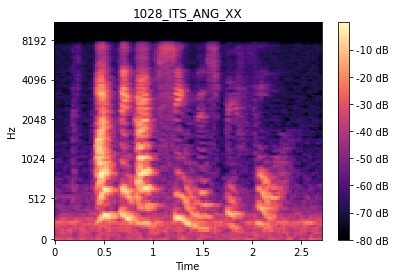 1028_ITS_ANG_XX
8192
4096
2048
1024
512
0
Hz
0
0.5
1
1.5
2
2.5
Time
-10 dB
-20 dB
-30 dB
-40 dB
-50 dB
-60 dB
-70 dB
-80 dB